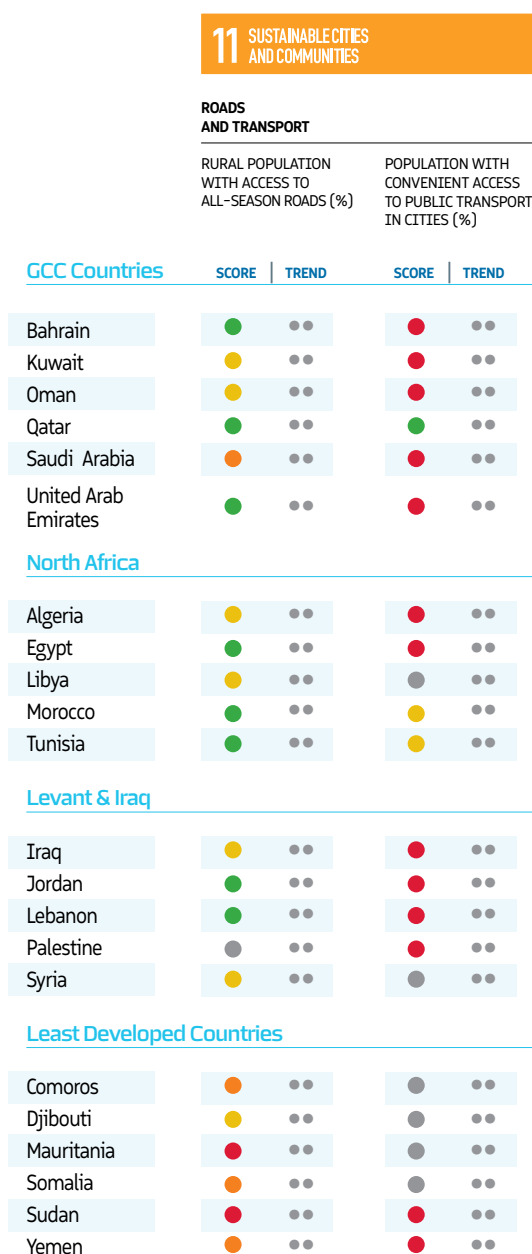 11 SUSTAINABLE CITIES
AND COMMUNITIES
ROADS
AND TRANSPORT
RURAL POPULATION
WITH ACCESS TO
ALL-SEASON ROADS (%)
POPULATION WITH
CONVENIENT ACCESS
TO PUBLIC TRANSPORT
IN CITIES (%)
GCC Countries SCORE | TREND SCORE | TREND
Bahrain
Kuwait
Oman
Qatar
Saudi Arabia
United Arab
Emirates
North Africa
Algeria
Egypt
Libya
Morocco
Tunisia
Levant & Iraq
Iraq
Jordan
Lebanon
Palestine
Syria
Least Developed Countries
Comoros
Djibouti
Mauritania
Somalia
Sudan
Yemen